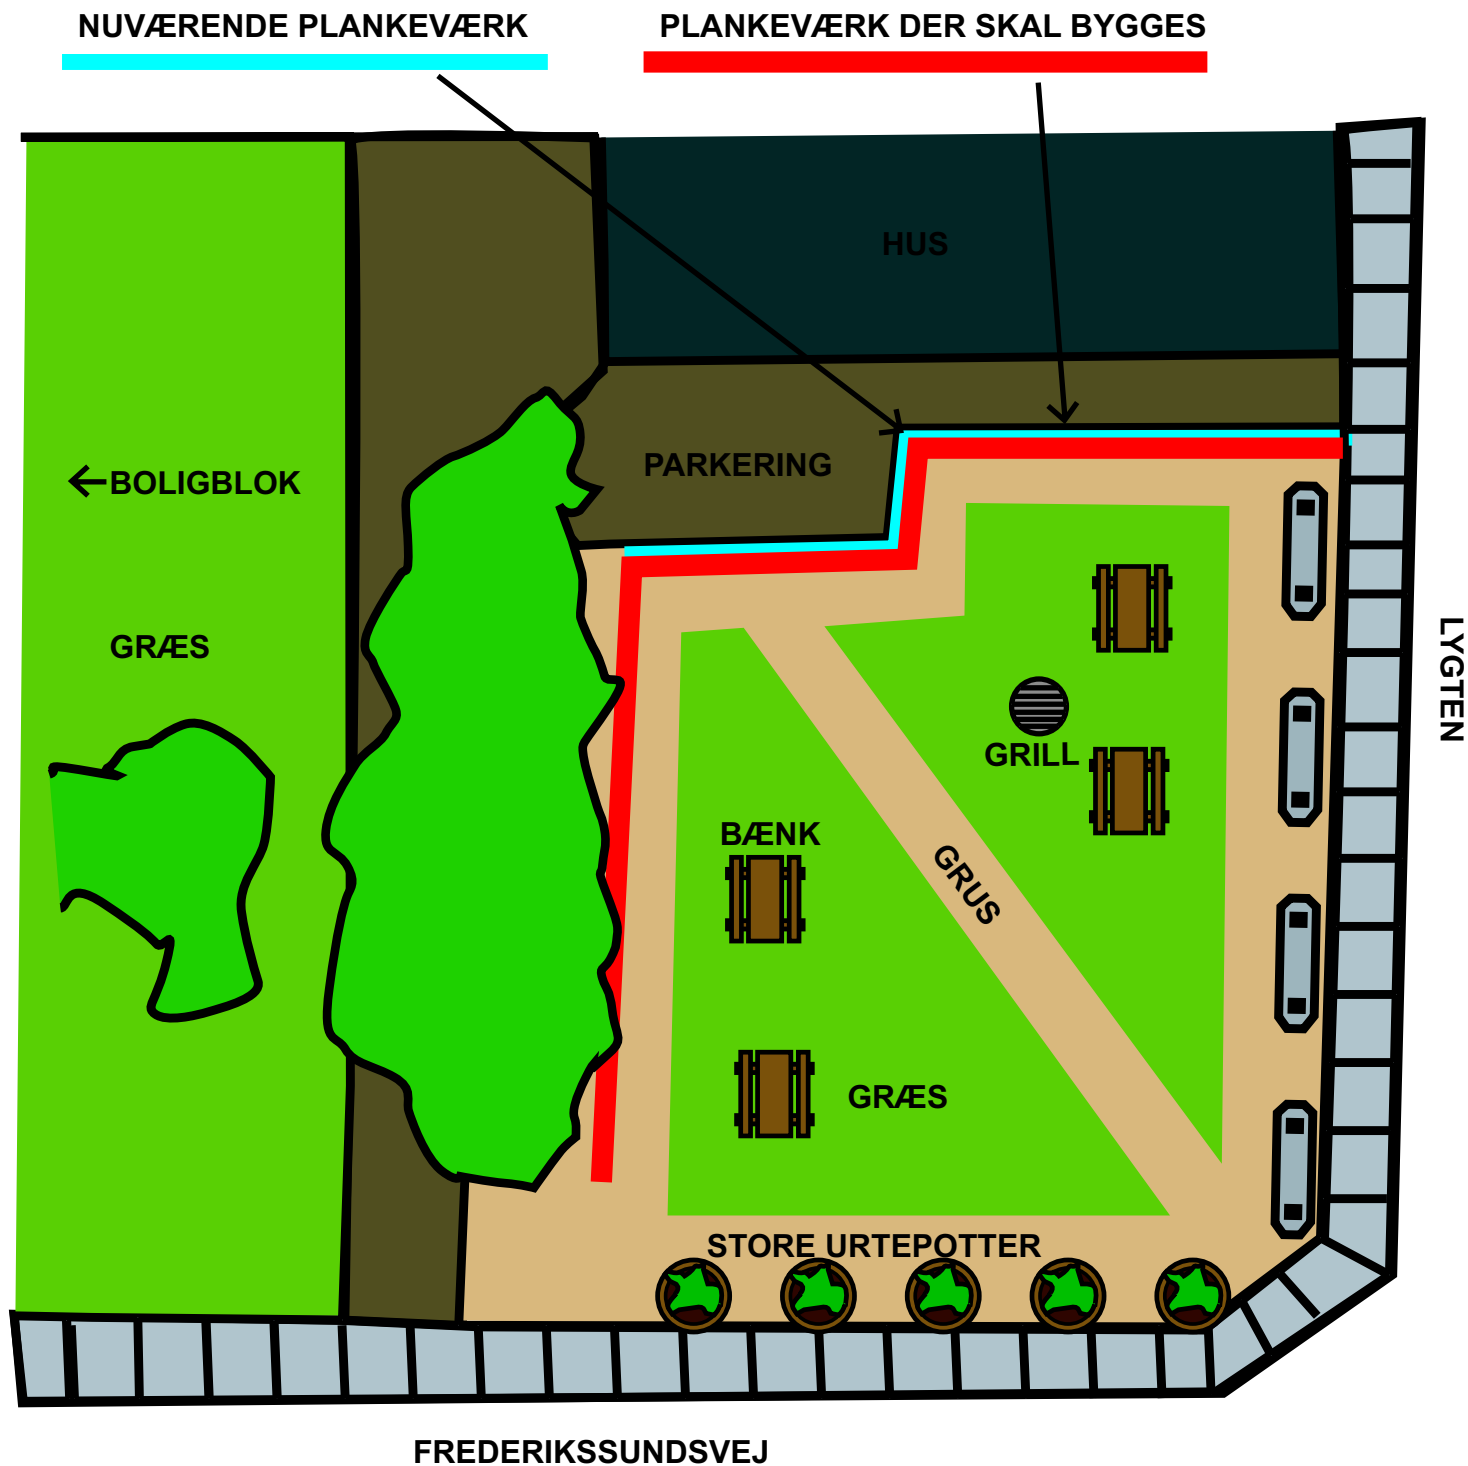 NUVÆRENDE PLANKEVÆRK
PLANKEVÆRK DER SKAL BYGGES
HUS
PARKERING
BOLIGBLOK
GRÆS
LYGTEN
GRILL
BÆNK
GRUS
GRÆS
STORE URTEPOTTER
FREDERIKSSUNDSVEJ